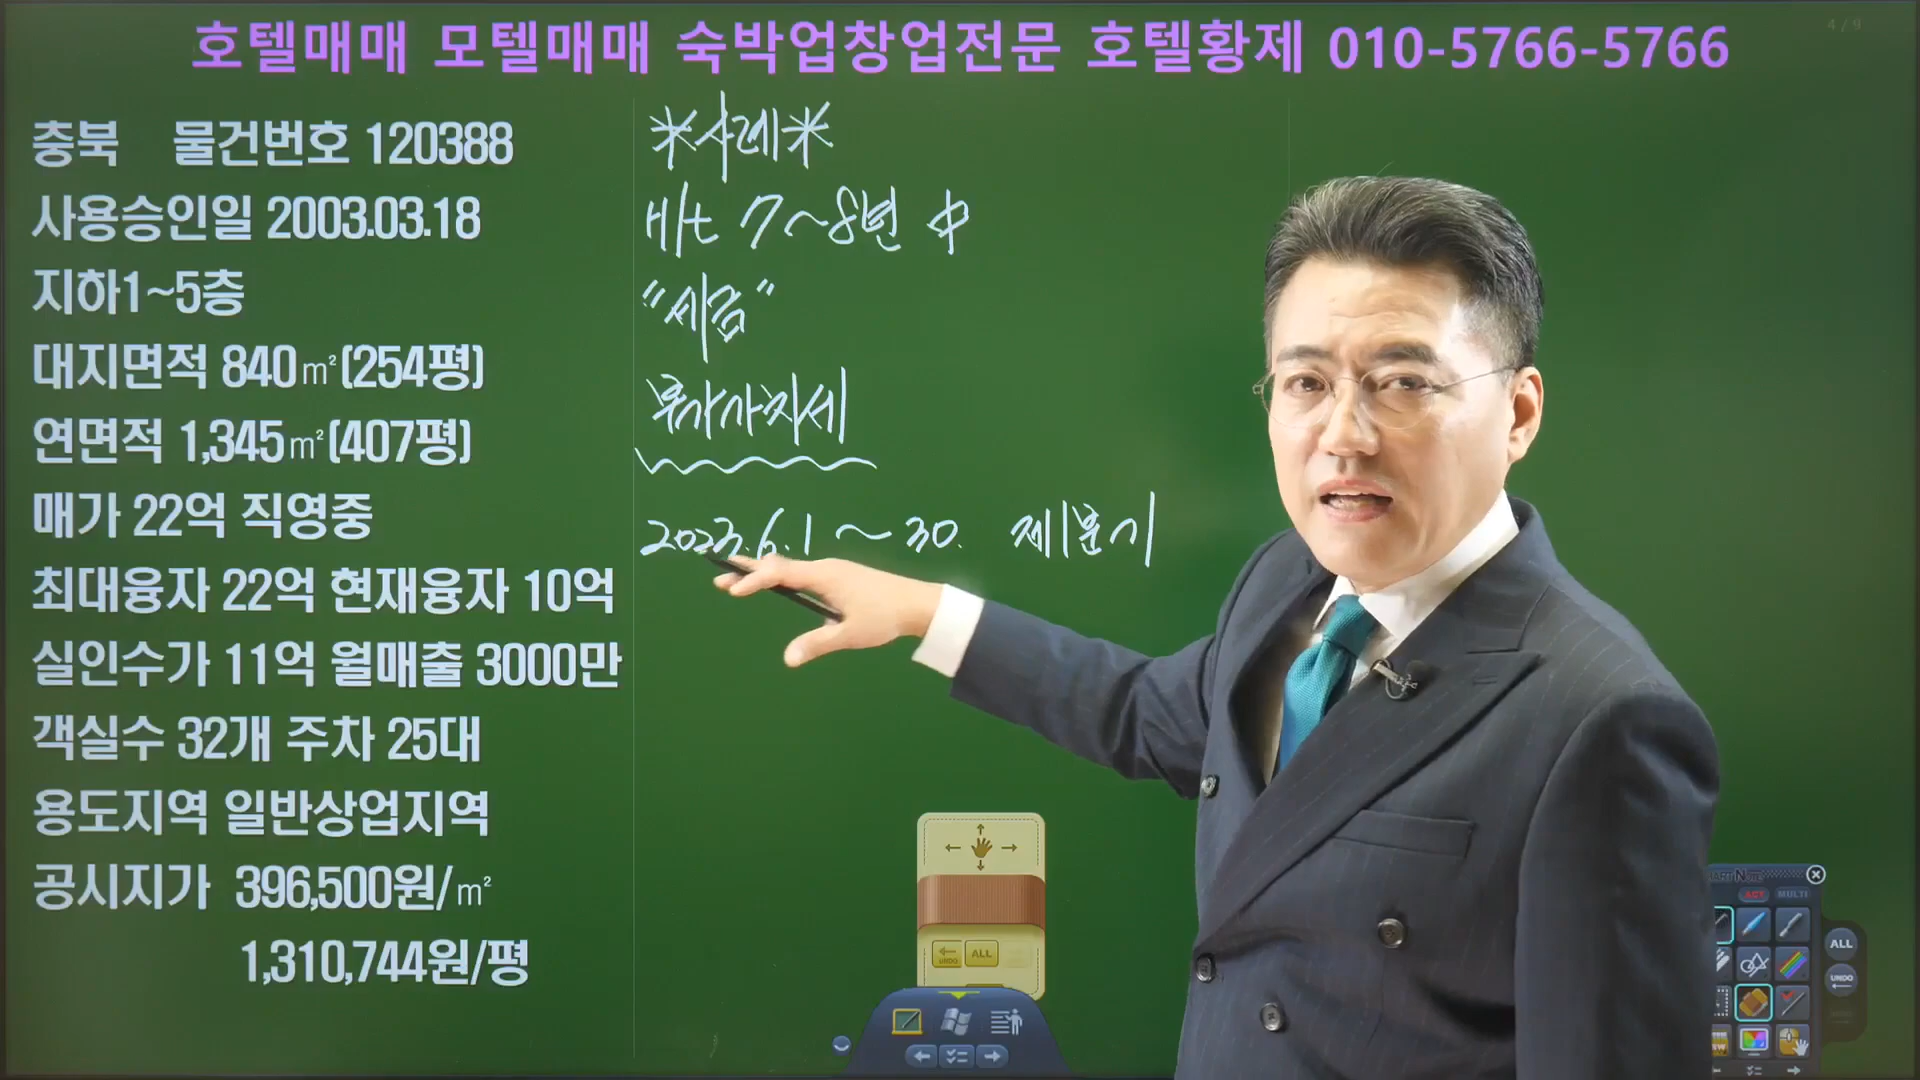 호텔매매 모텔매매 숙박업창업전문 호텔황제 010-5766-5766
4 / 9
충북 물건번호 120388
사용승인일 2003.03.18
지하1~5층
대지면적 840㎡(254평)
연면적 1,345㎡(407평)
매가 22억 직영중
최대융자 22억 현재융자 10억
실인수가 11억 월매출 3000만
객실수 32개 주차 25대
용도지역 일반상업지역
공시지가 396,500원/㎡
1,310,744원/평
*사례*
7~8년 中
"세금"
부가가치세
2023.6.1 ~ 30. 제1분기
UNDO ALL
MULTI
ALL
UNDO